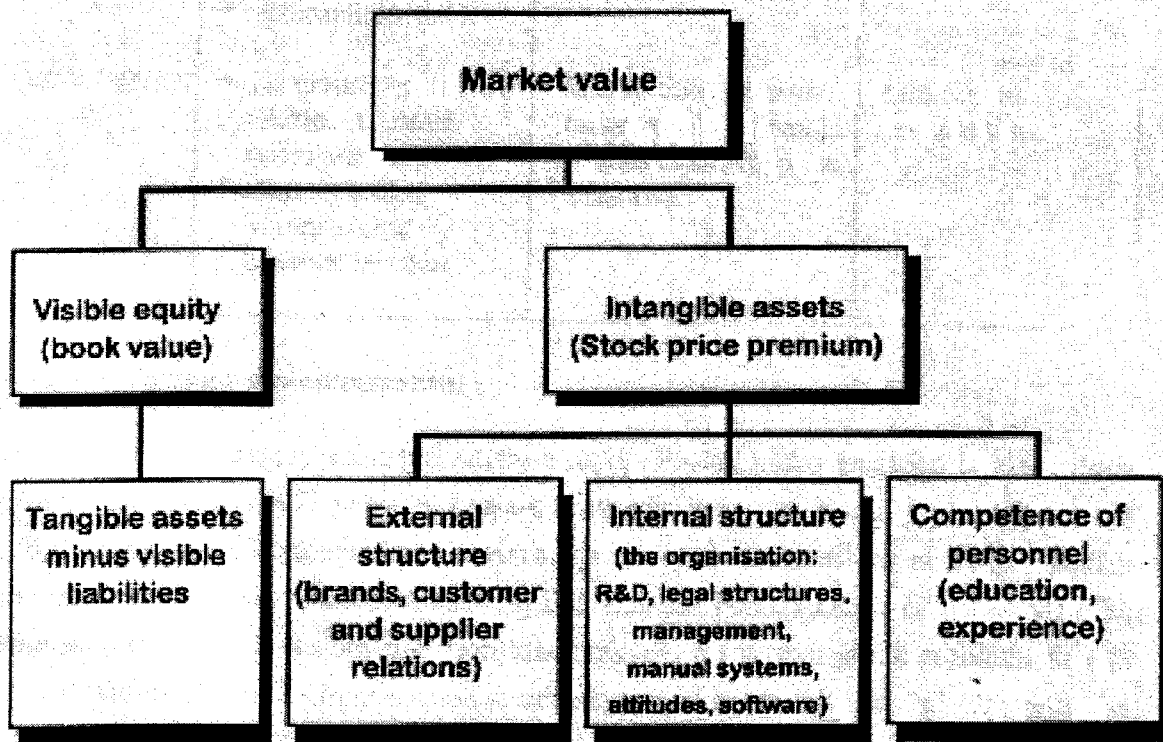 Market value
Visible equity
(book value)
Intangible assets
(Stock price premium)
Tangible assets
minus visible
liabilities
External
structure
(brands, customer
and supplier
relations)
Internal structure
(the organisation:
R&D, legal structures,
management,
manual systems,
attitudes, software)
Competence of
personnel
(education,
experience)